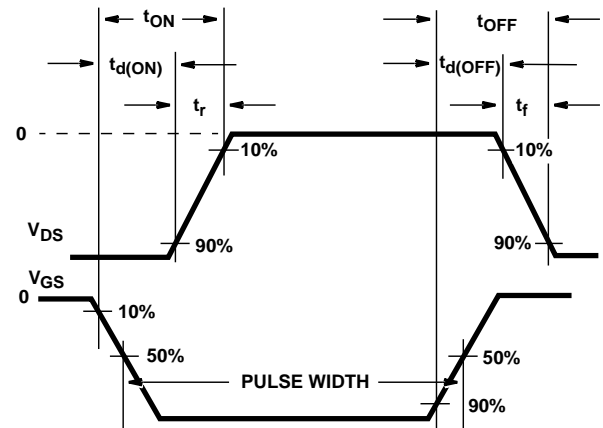 tON
tOFF
td(ON)
td(OFF)
tr
tf
0
10%
10%
VDS
90%
90%
VGS
0
10%
50%
50%
PULSE WIDTH
90%